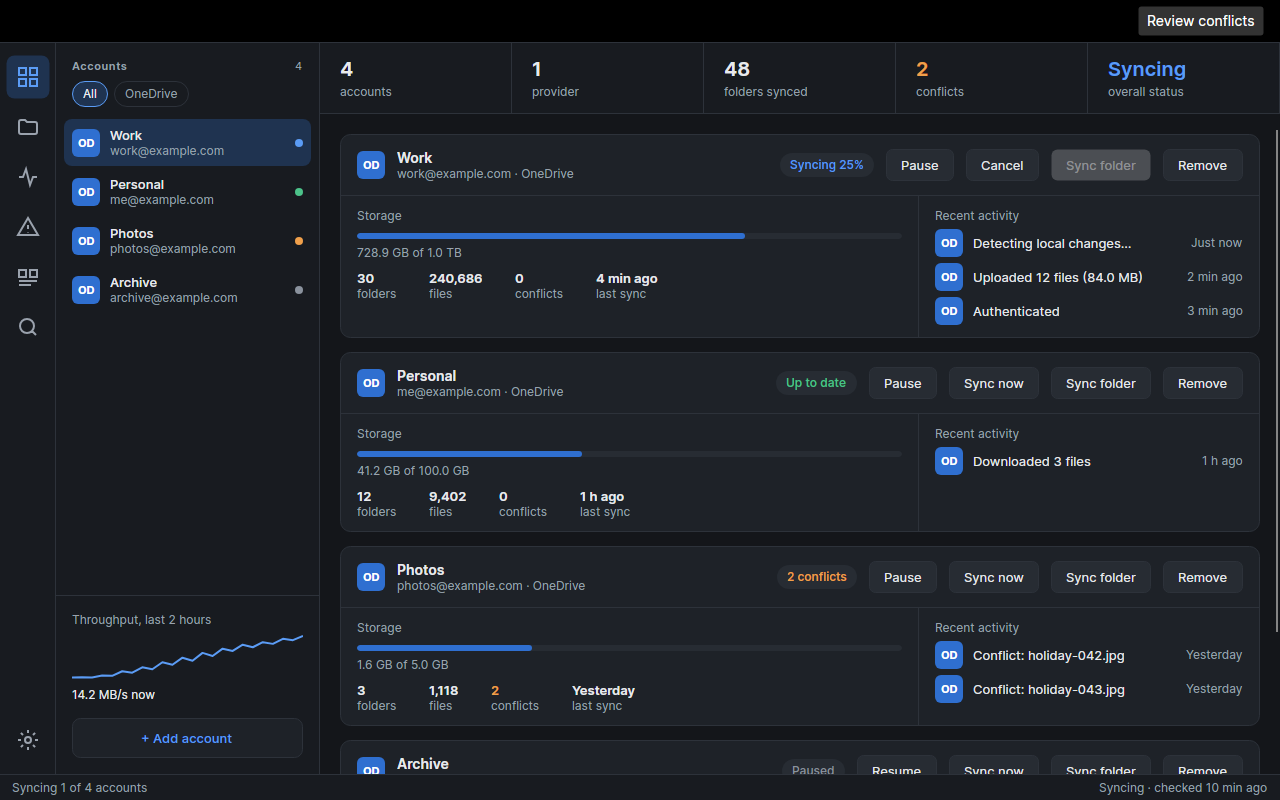 Review conflicts
Accounts 4
All OneDrive
OD Work
work@example.com
OD Personal
me@example.com
OD Photos
photos@example.com
OD Archive
archive@example.com
Throughput, last 2 hours
14.2 MB/s now
+ Add account
4
accounts
1
provider
48
folders synced
2
conflicts
Syncing
overall status
OD Work
work@example.com · OneDrive
Syncing 25% Pause Cancel Sync folder Remove
Storage
728.9 GB of 1.0 TB
30 240,686 0 4 min ago
folders files conflicts last sync
Recent activity
OD Detecting local changes... Just now
OD Uploaded 12 files (84.0 MB) 2 min ago
OD Authenticated 3 min ago
OD Personal
me@example.com · OneDrive
Up to date Pause Sync now Sync folder Remove
Storage
41.2 GB of 100.0 GB
12 9,402 0 1 h ago
folders files conflicts last sync
Recent activity
OD Downloaded 3 files 1 h ago
OD Photos
photos@example.com · OneDrive
2 conflicts Pause Sync now Sync folder Remove
Storage
1.6 GB of 5.0 GB
3 1,118 2 Yesterday
folders files conflicts last sync
Recent activity
OD Conflict: holiday-042.jpg Yesterday
OD Conflict: holiday-043.jpg Yesterday
OD Archive
Paused Resume Sync now Sync folder Remove
Syncing 1 of 4 accounts
Syncing · checked 10 min ago